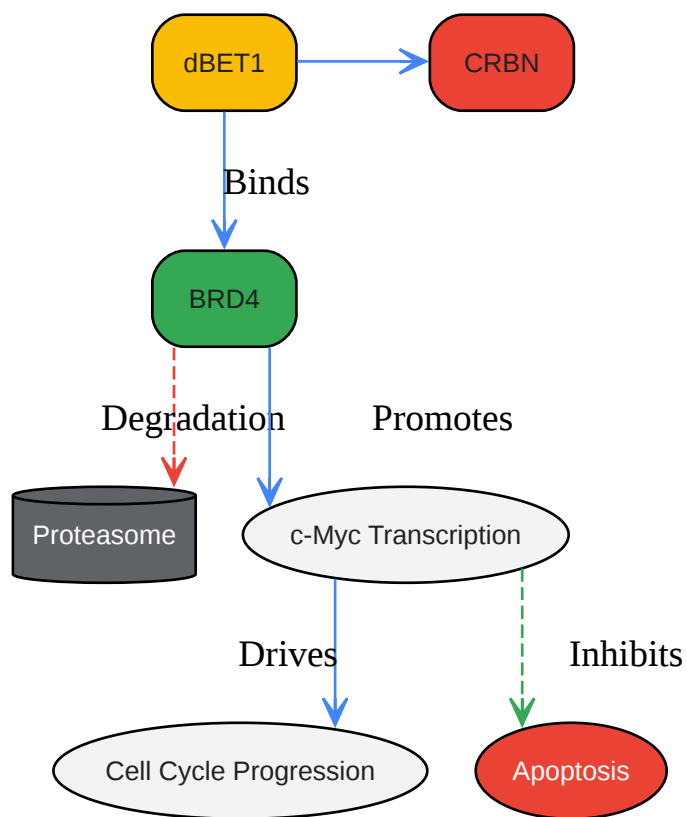 dBET1
CRBN
Binds
BRD4
Degradation
Promotes
Proteasome
c-Myc Transcription
Drives
Inhibits
Cell Cycle Progression
Apoptosis